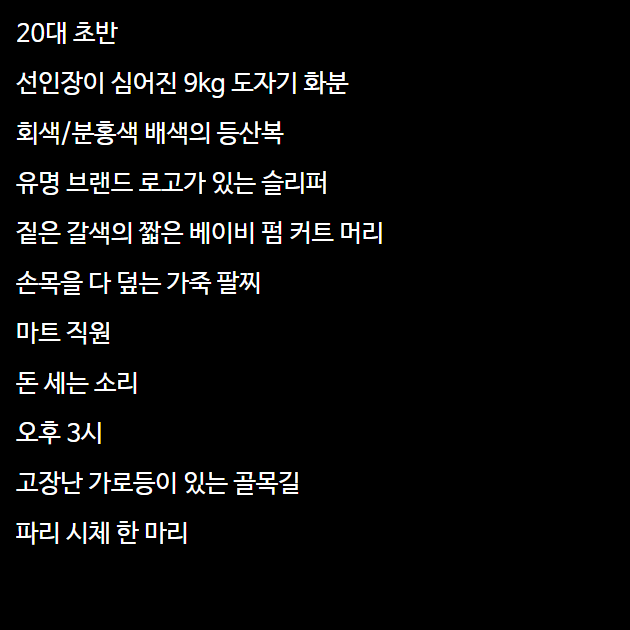 20대 초반
선인장이 심어진 9kg 도자기 화분
회색/분홍색 배색의 등산복
유명 브랜드 로고가 있는 슬리퍼
짙은 갈색의 짧은 베이비 펌 커트 머리
손목을 다 덮는 가죽 팔찌
마트 직원
돈 세는 소리
오후 3시
고장난 가로등이 있는 골목길
파리 시체 한 마리